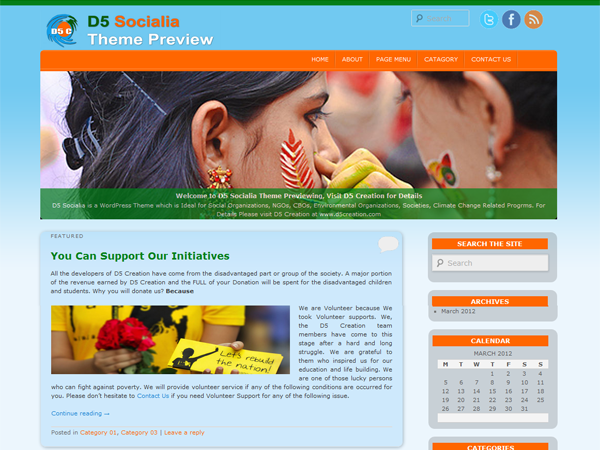 D5 Socialia
Theme Preview
D5 C
Search
HOME ABOUT PAGE MENU CATAGORY CONTACT US
Welcome to D5 Socialia Theme Previewing, Visit D5 Creation for Details
D5 Socialia is a WordPress Theme which is Ideal for Social Organizations, NGOs, CBOs, Environmental Organizations, Societies, Climate Change Related Progrms. For
Details Please visit D5 Creation at www.d5creation.com
FEATURED
You Can Support Our Initiatives
All the developers of D5 Creation have come from the disadvantaged part or group of the society. A major portion
of the revenue earned by D5 Creation and the FULL of your Donation will be spent for the disadvantaged children
and students. Why you will donate us? Because
Let's rebuild
the nation!
We are Volunteer because We
took Volunteer supports. We,
the D5 Creation team
members have come to this
stage after a hard and long
struggle. We are grateful to
them who inspired us for our
education and life building. We
are one of those lucky persons
who can fight against poverty. We will provide volunteer service if any of the following conditions are occurred for
you. Please don't hesitate to Contact Us if you need Volunteer Support for any of the following issue.
Continue reading →
Posted in Category 01, Category 03 | Leave a reply
SEARCH THE SITE
Search
ARCHIVES
March 2012
CALENDAR
MARCH 2012
M T W T F S S
1 2 3 4
5 6 7 8 9 10 11
12 13 14 15 16 17 18
19 20 21 22 23 24 25
26 27 28 29 30 31
CATEGORIES